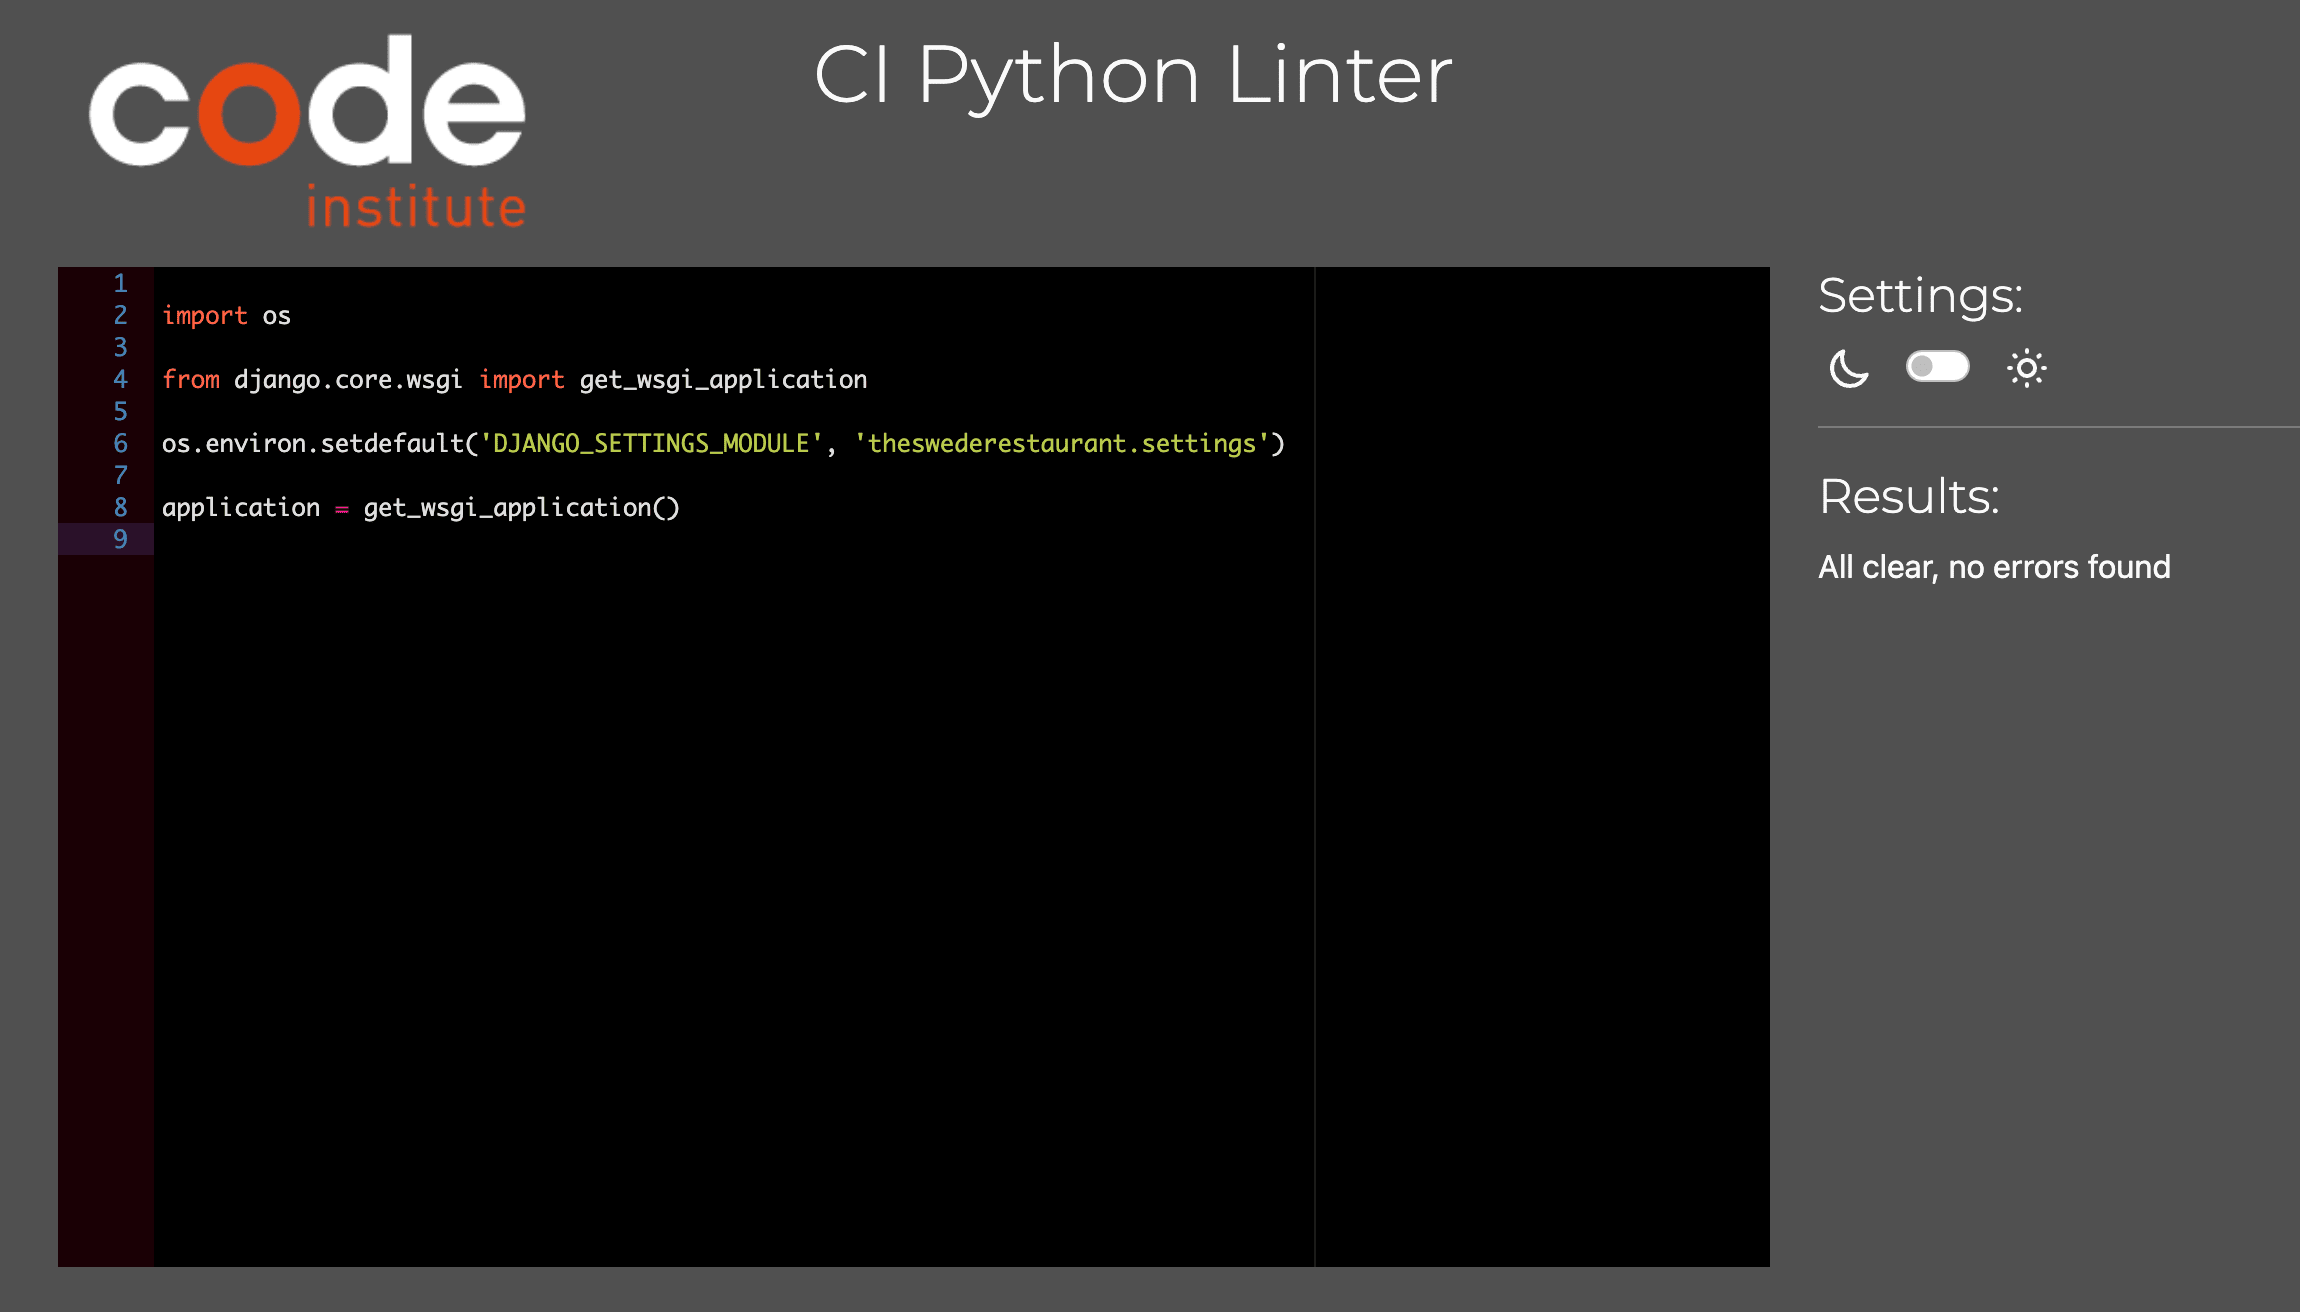 code
institute
CI Python Linter
1
2 import os
3
4 from django.core.wsgi import get_wsgi_application
5
6 os.environ.setdefault('DJANGO_SETTINGS_MODULE', 'theswederestaurant.settings')
7
8 application = get_wsgi_application()
9
Settings:
Results:
All clear, no errors found